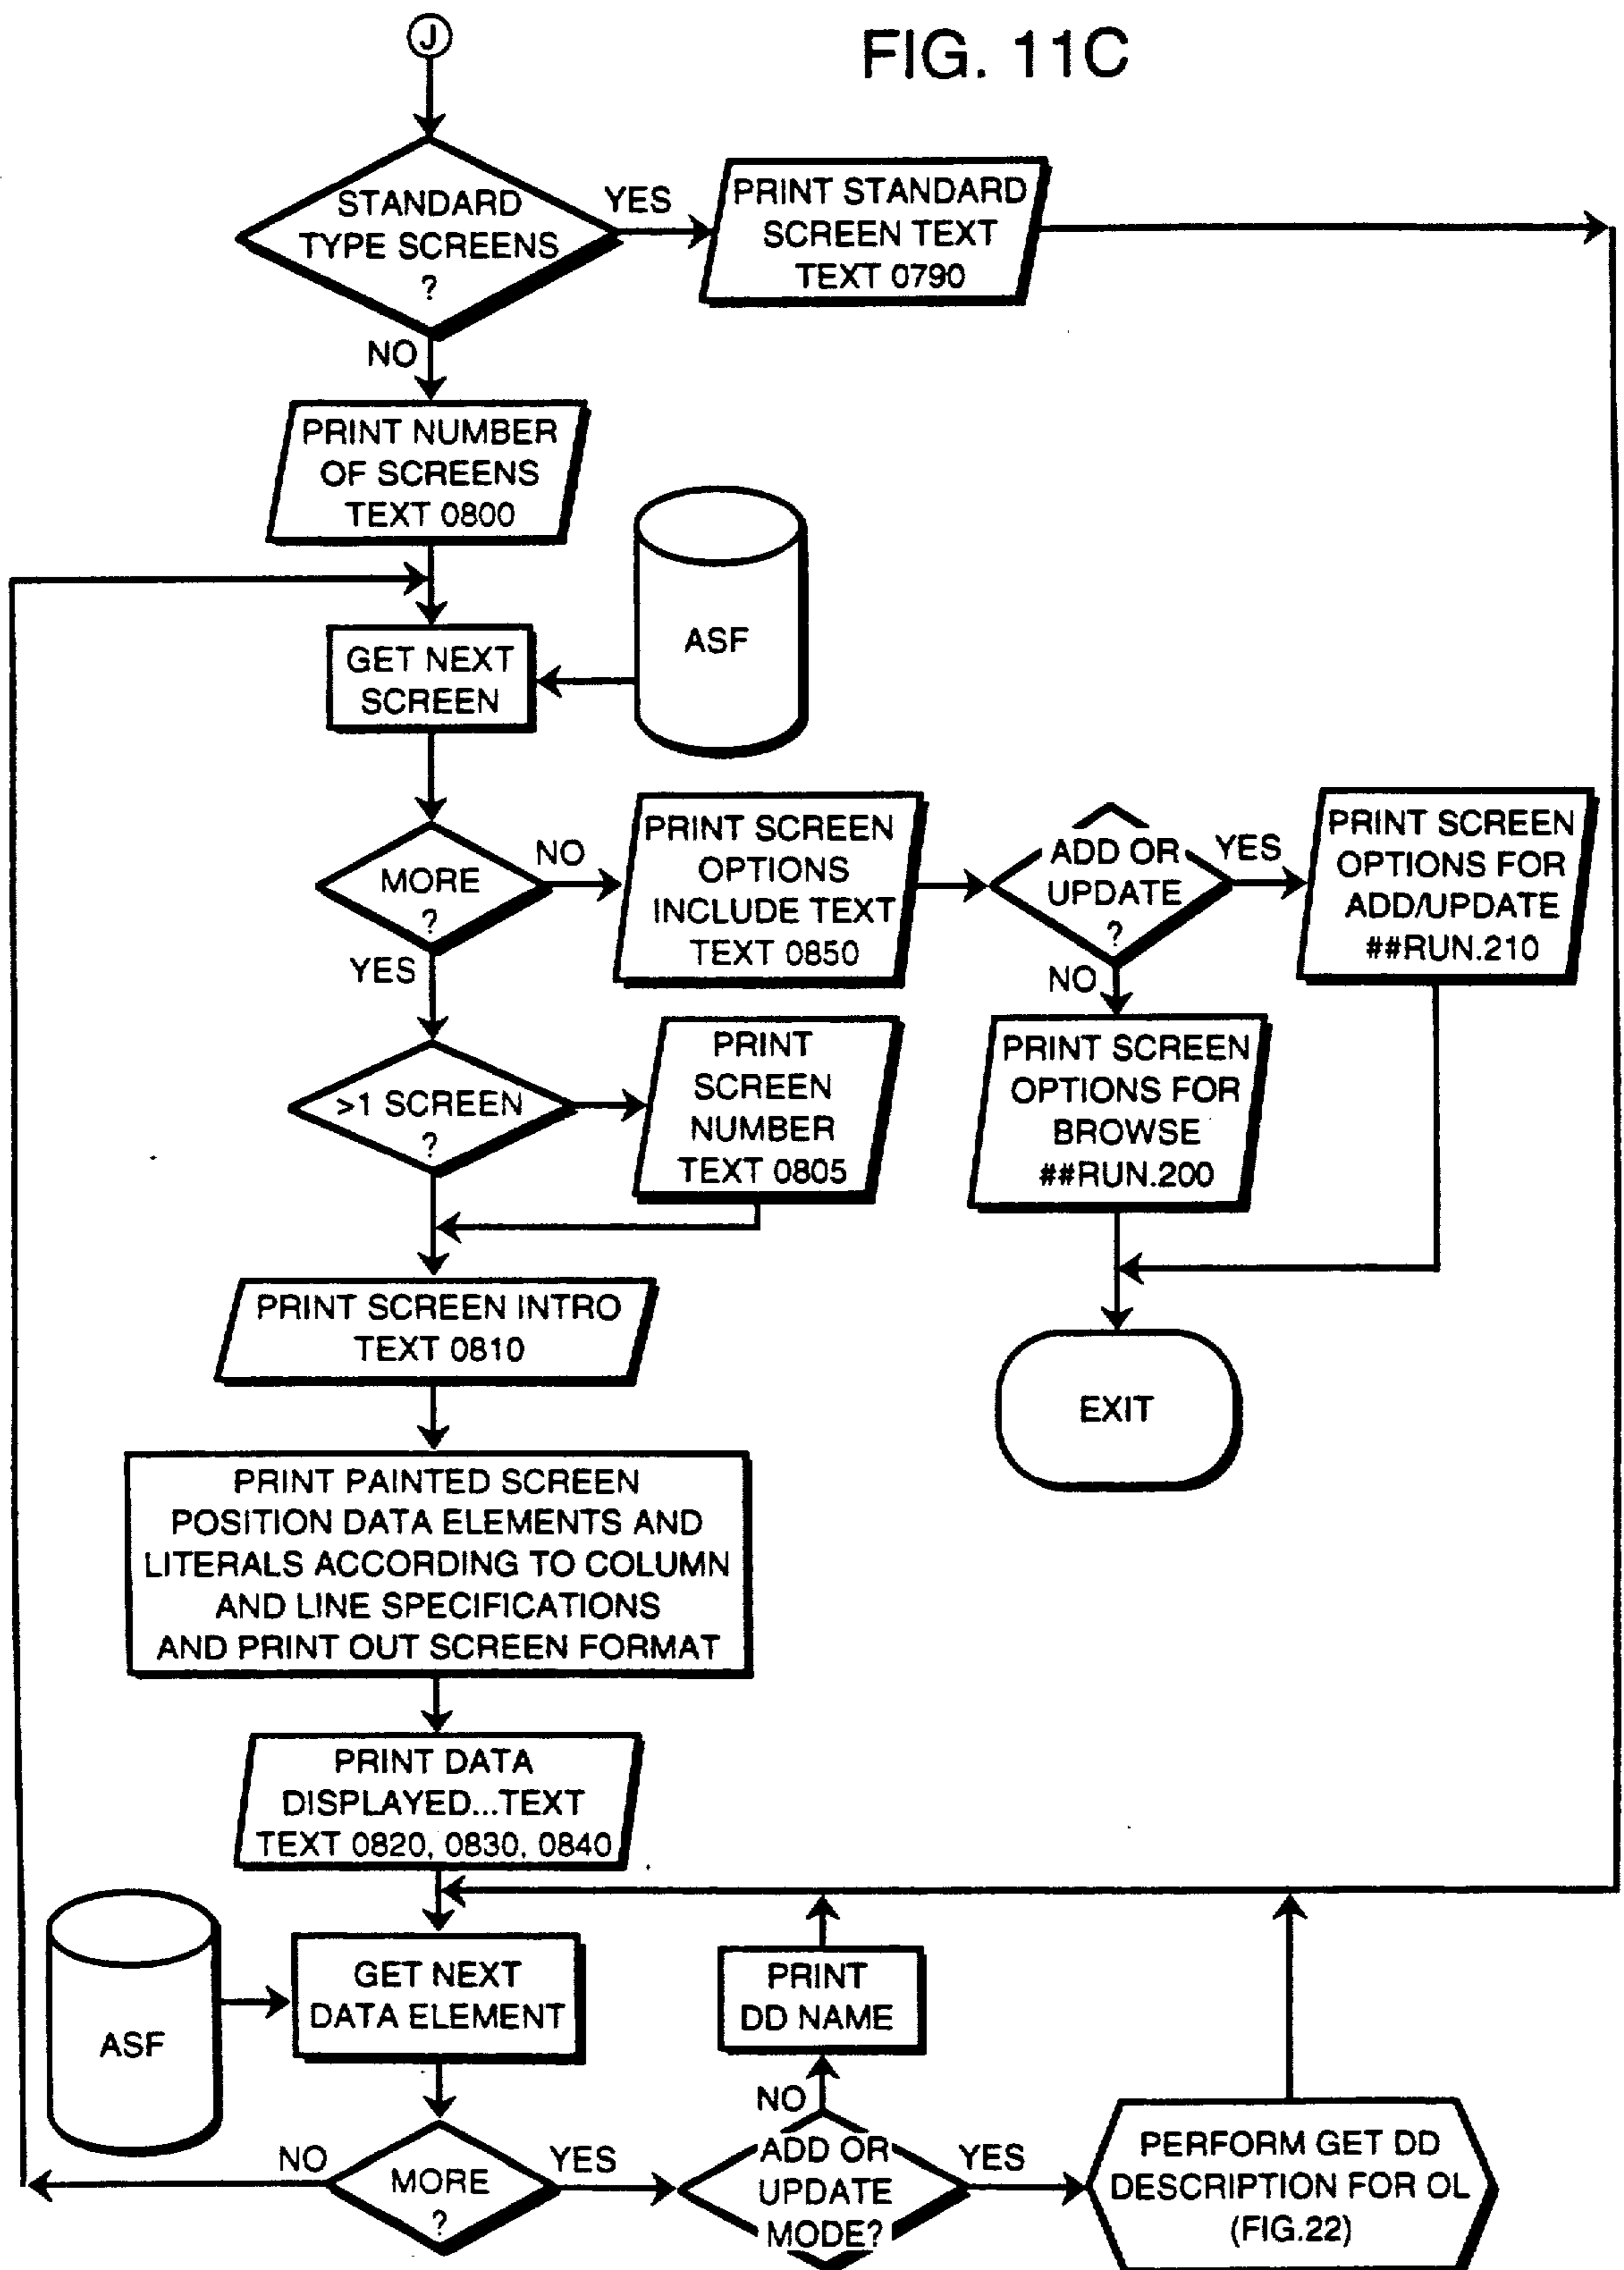 J
FIG. 11C
STANDARD
TYPE SCREENS
?
YES
PRINT STANDARD
SCREEN TEXT
TEXT 0790
NO
PRINT NUMBER
OF SCREENS
TEXT 0800
ASF
GET NEXT
SCREEN
MORE
?
NO
PRINT SCREEN
OPTIONS
INCLUDE TEXT
TEXT 0850
ADD OR
UPDATE
?
YES
PRINT SCREEN
OPTIONS FOR
ADD/UPDATE
##RUN.210
YES
NO
>1 SCREEN
?
PRINT
SCREEN
NUMBER
TEXT 0805
PRINT SCREEN
OPTIONS FOR
BROWSE
##RUN.200
PRINT SCREEN INTRO
TEXT 0810
EXIT
PRINT PAINTED SCREEN
POSITION DATA ELEMENTS AND
LITERALS ACCORDING TO COLUMN
AND LINE SPECIFICATIONS
AND PRINT OUT SCREEN FORMAT
PRINT DATA
DISPLAYED...TEXT
TEXT 0820, 0830, 0840
ASF
GET NEXT
DATA ELEMENT
PRINT
DD NAME
NO
NO
MORE
?
YES
ADD OR
UPDATE
MODE?
YES
PERFORM GET DD
DESCRIPTION FOR OL
(FIG.22)